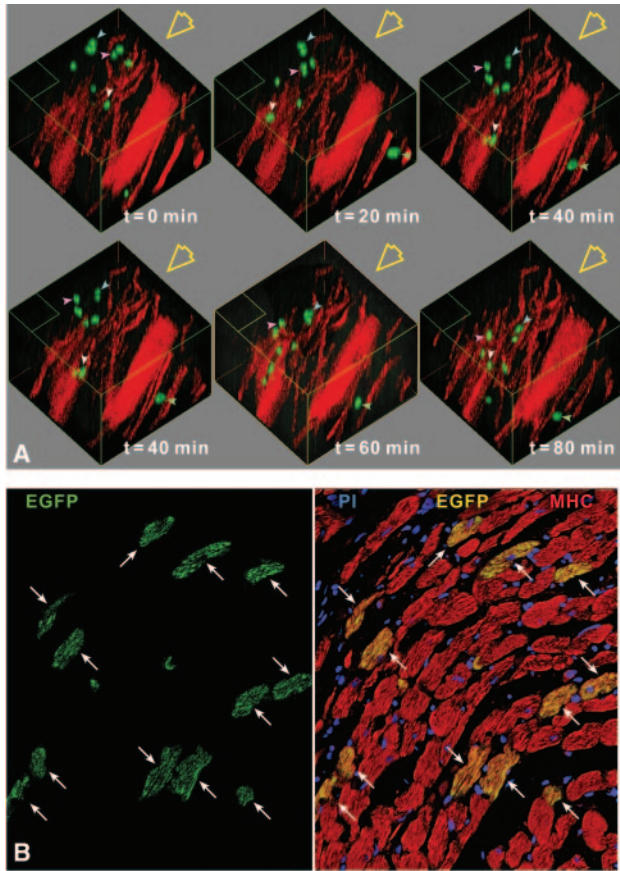 t = 0 min
t = 20 min
t = 40 min
t = 40 min
t = 60 min
t = 80 min
A
EGFP
PI
EGFP
MHC
B